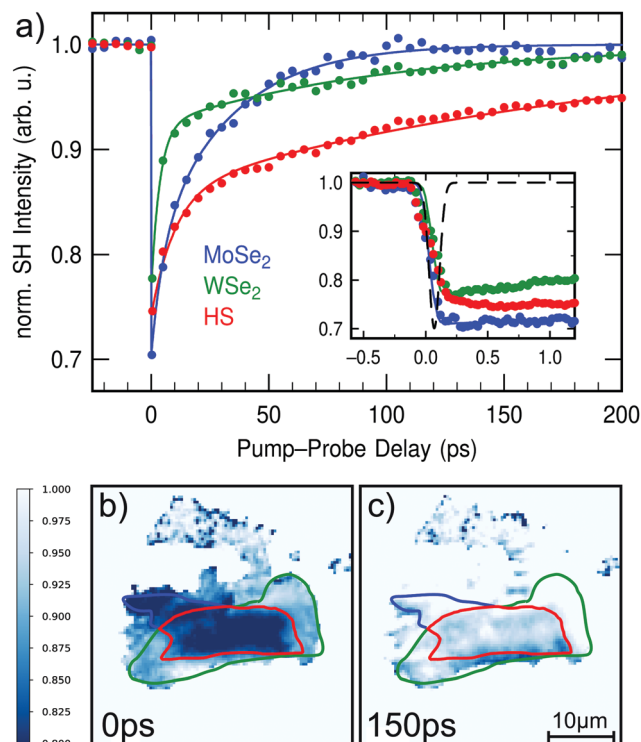 a)
norm. SH Intensity (arb. u.)
1.0
0.9
0.8
0.7
MoSe₂
WSe₂
HS
1.0
0.9
0.8
0.7
−0.5 0.0 0.5 1.0
0 50 100 150 200
Pump–Probe Delay (ps)
1.000
0.975
0.950
0.925
0.900
0.875
0.850
0.825
b)
0ps
c)
150ps
10μm